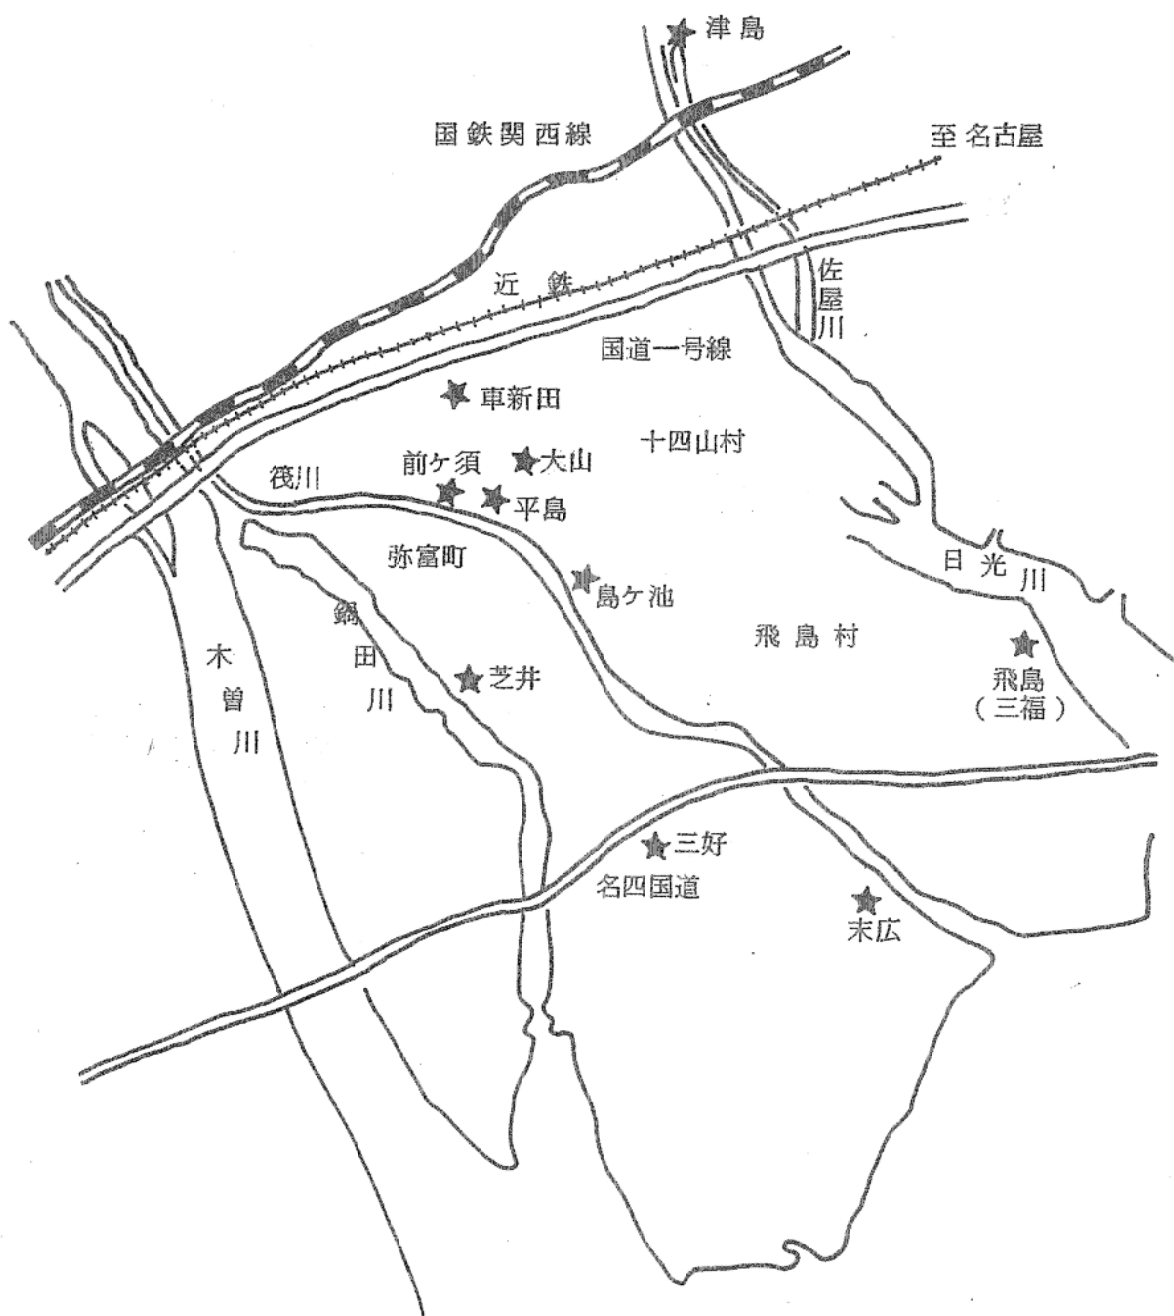 津島
国鉄関西線
至名古屋
近鉄
佐屋川
国道一号線
車新田
十四山村
前ケ須
大山
筏川
平島
弥富町
日光川
島ケ池
鍋田川
飛島村
木曽川
芝井
飛島
(三福)
三好
名四国道
末広